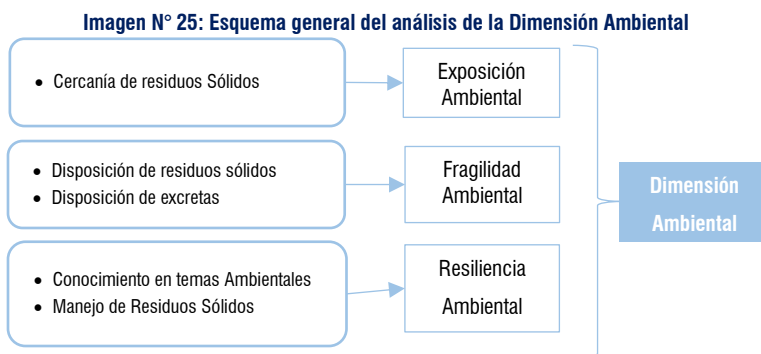 Imagen N° 25: Esquema general del análisis de la Dimensión Ambiental
• Cercanía de residuos Sólidos
Exposición
Ambiental
• Disposición de residuos sólidos
• Disposición de excretas
Fragilidad
Ambiental
• Conocimiento en temas Ambientales
• Manejo de Residuos Sólidos
Resiliencia
Ambiental
Dimensión
Ambiental